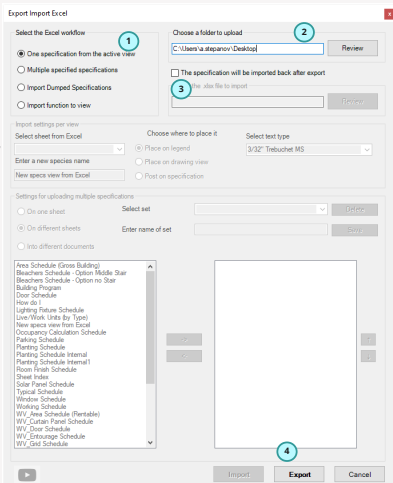 Export Import Excel
x
Select the Excel workflow
1
One specification from the active view
Multiple specified specifications
Import Dumped Specifications
Import function to view
Choose a folder to upload
2
C:\Users\a.stepanov\Desktop
Review
The specification will be imported back after export
3
the .xlsx file to import
Review
Import settings per view
Select sheet from Excel
Enter a new species name
New specs view from Excel
Choose where to place it
Place on legend
Place on drawing view
Post on specification
Select text type
3/32" Trebuchet MS
Settings for uploading multiple specifications
On one sheet
On different sheets
Into different documents
Select set
Delete
Enter name of set
Save
Area Schedule (Gross Building)
Bleachers Schedule - Option Middle Stair
Bleachers Schedule - Option no Stair
Building Program
Door Schedule
How do I
Lighting Fixture Schedule
Live/Work Units (by Type)
New specs view from Excel
Occupancy Calculation Schedule
Parking Schedule
Planting Schedule
Planting Schedule Internal
Planting Schedule Internal1
Room Finish Schedule
Sheet Index
Solar Panel Schedule
Typical Schedule
Window Schedule
Working Schedule
WV_Area Schedule (Rentable)
WV_Curtain Panel Schedule
WV_Door Schedule
WV_Entourage Schedule
WV_Grid Schedule
4
Import
Export
Cancel